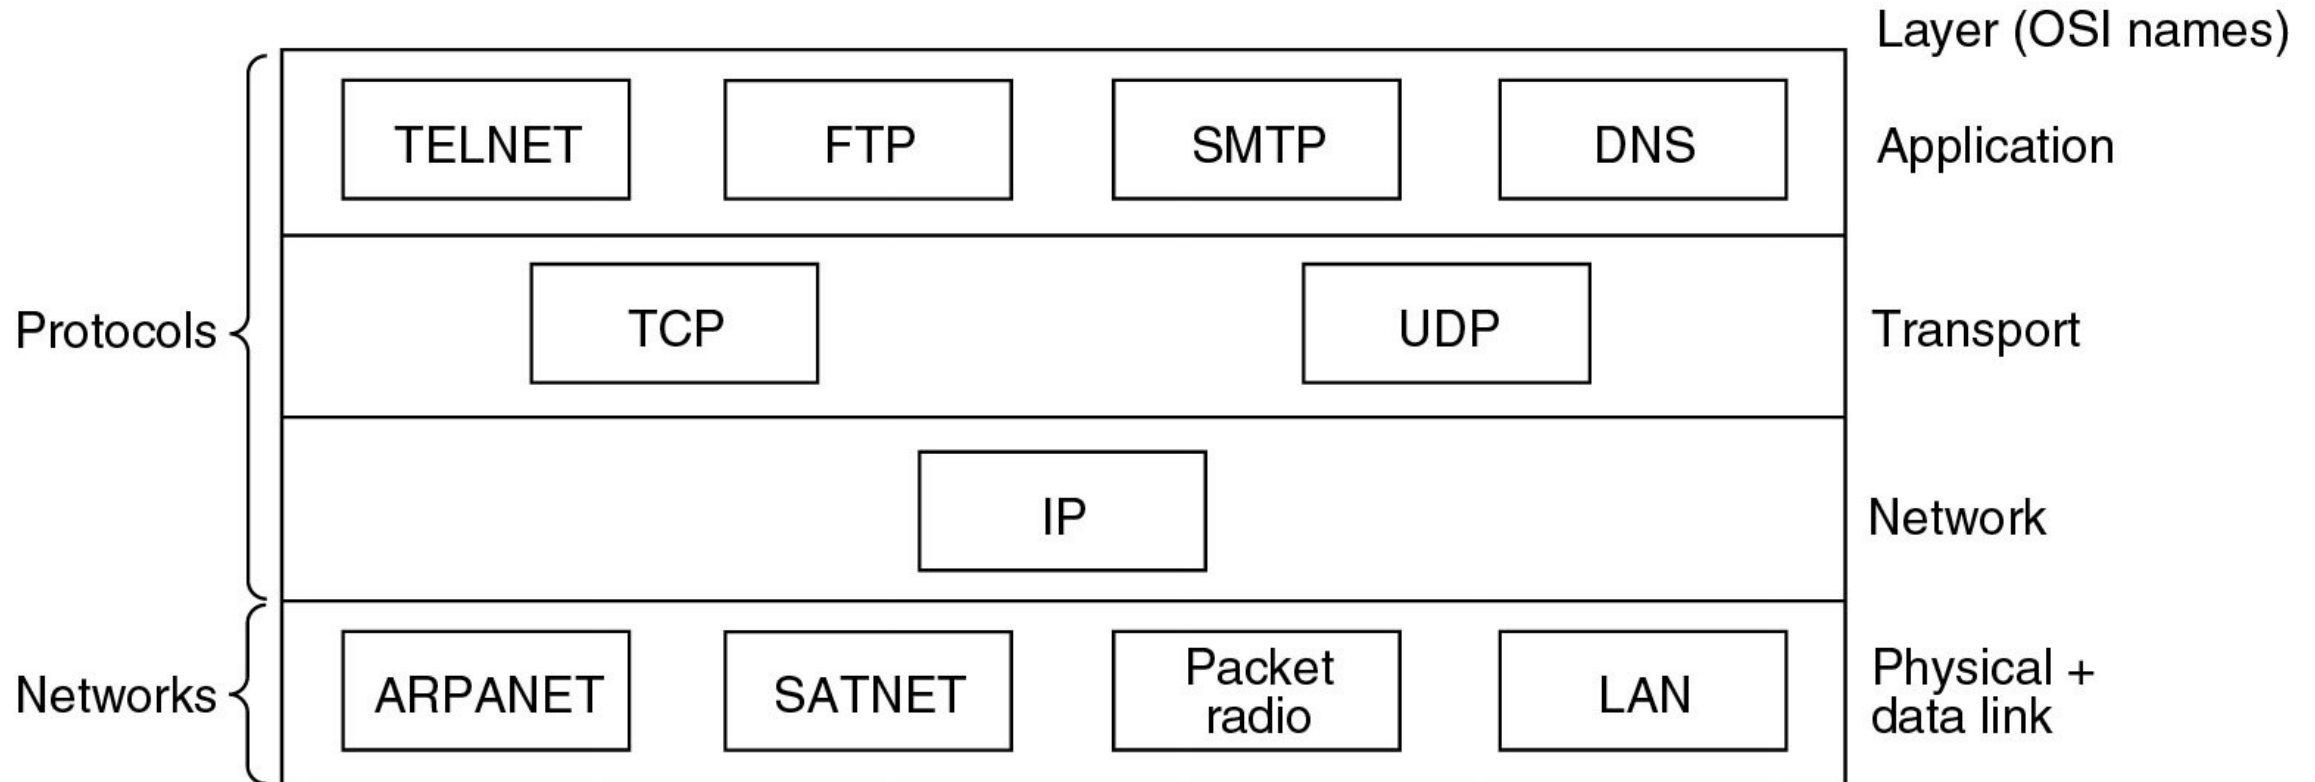 Layer (OSI names)
TELNET FTP SMTP DNS Application
Protocols TCP UDP Transport
IP Network
Networks ARPANET SATNET Packet radio LAN Physical +
data link